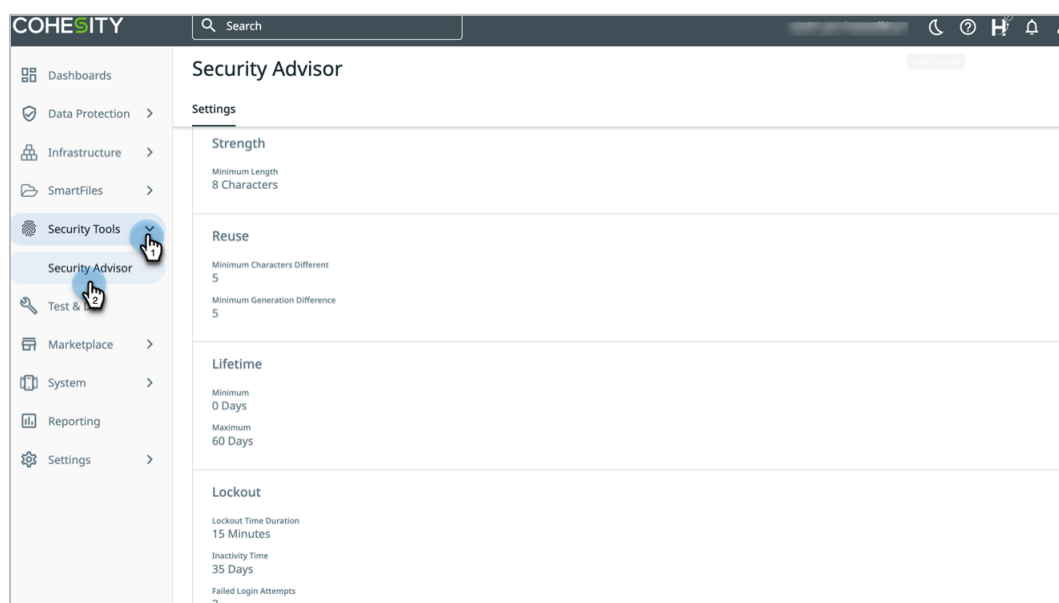 COHESITY
Search
Security Advisor
Settings
Dashboards
Data Protection
Infrastructure
SmartFiles
Security Tools
1
Security Advisor
2
Test &
Marketplace
System
Reporting
Settings
Strength
Minimum Length
8 Characters
Reuse
Minimum Characters Different
5
Minimum Generation Difference
5
Lifetime
Minimum
0 Days
Maximum
60 Days
Lockout
Lockout Time Duration
15 Minutes
Inactivity Time
35 Days
Failed Login Attempts